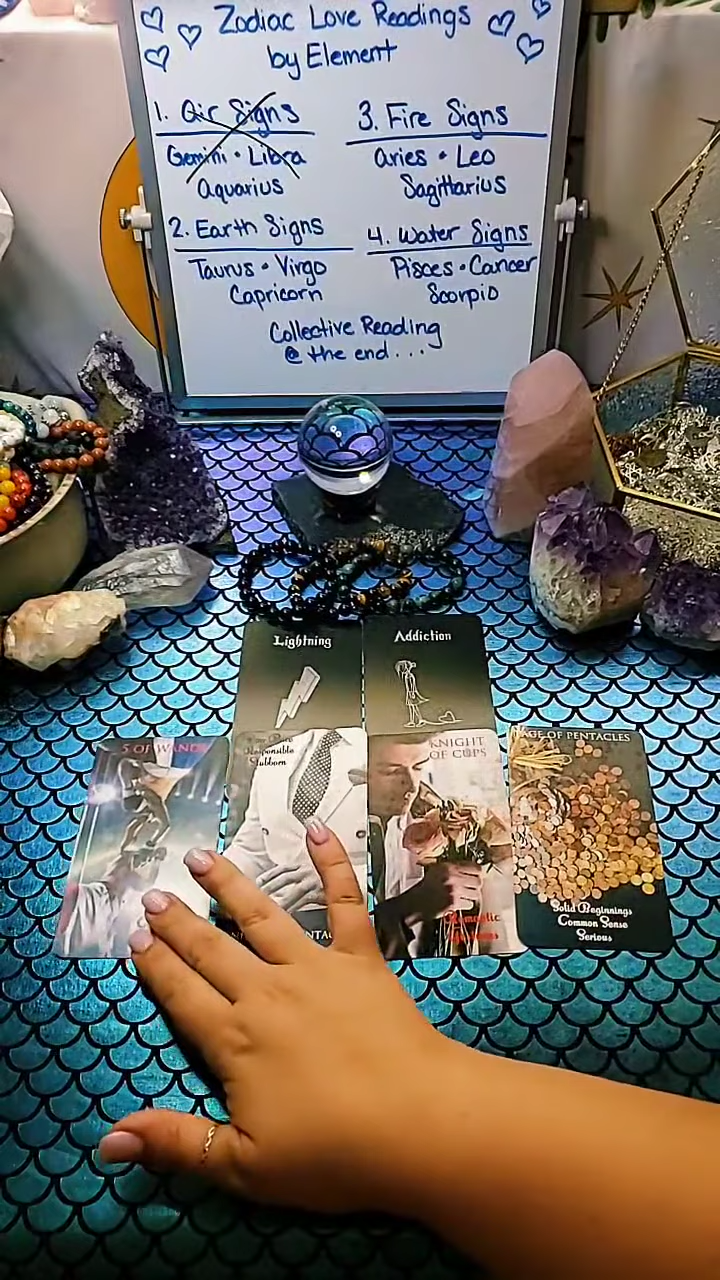 Zodiac Love Readings
by Element
1. Air Signs
Gemini • Libra
Aquarius
2. Earth Signs
Taurus • Virgo
Capricorn
3. Fire Signs
Aries • Leo
Sagittarius
4. Water Signs
Pisces • Cancer
Scorpio
Collective Reading
@ the end...
Lightning
Addiction
5 OF WANDS
Responsible
Stubborn
KNIGHT
OF CUPS
Romantic
PAGE OF PENTACLES
Solid Beginnings
Common Sense
Serious